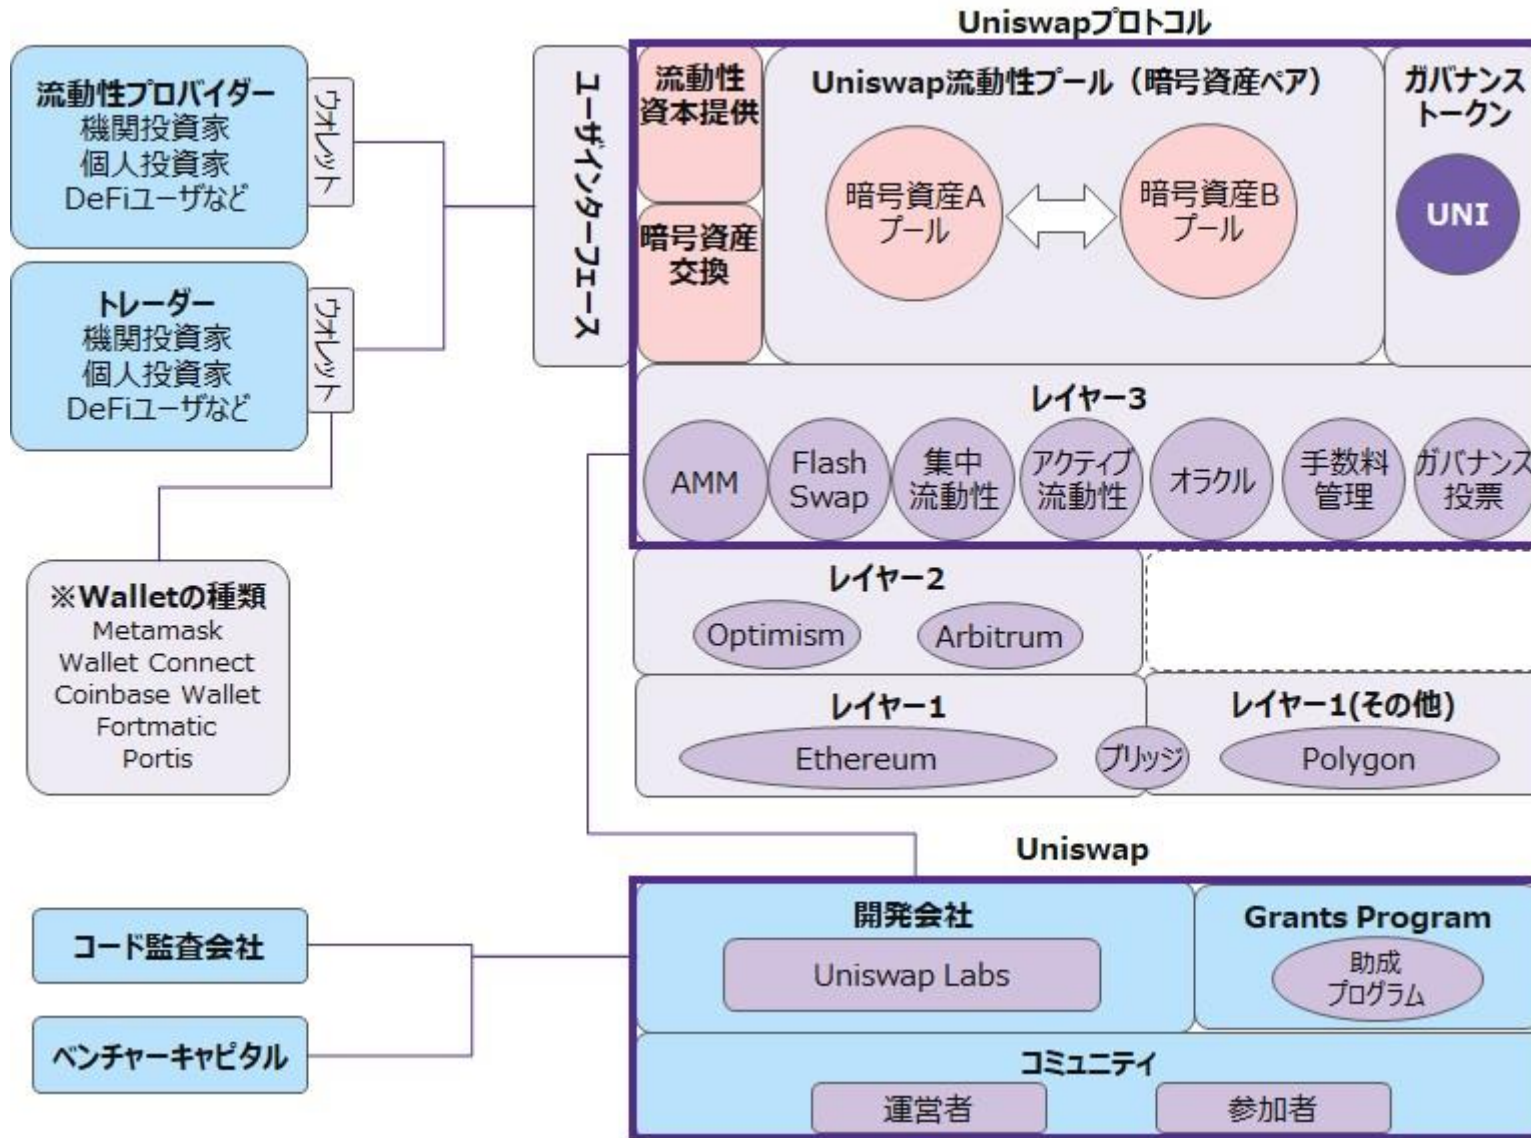 Uniswapプロトコル
流動性プロバイダー
機関投資家
個人投資家
DeFiユーザなど
ウオレット
トレーダー
機関投資家
個人投資家
DeFiユーザなど
ウオレット
※Walletの種類
Metamask
Wallet Connect
Coinbase Wallet
Fortmatic
Portis
ユーザインターフェース
流動性
資本提供
暗号資産
交換
Uniswap流動性プール（暗号資産ペア）
暗号資産A
プール
暗号資産B
プール
ガバナンス
トークン
UNI
レイヤー3
AMM
Flash
Swap
集中
流動性
アクティブ
流動性
オラクル
手数料
管理
ガバナンス
投票
レイヤー2
Optimism
Arbitrum
レイヤー1
Ethereum
ブリッジ
レイヤー1(その他)
Polygon
Uniswap
コード監査会社
ベンチャーキャピタル
開発会社
Uniswap Labs
Grants Program
助成
プログラム
コミュニティ
運営者
参加者